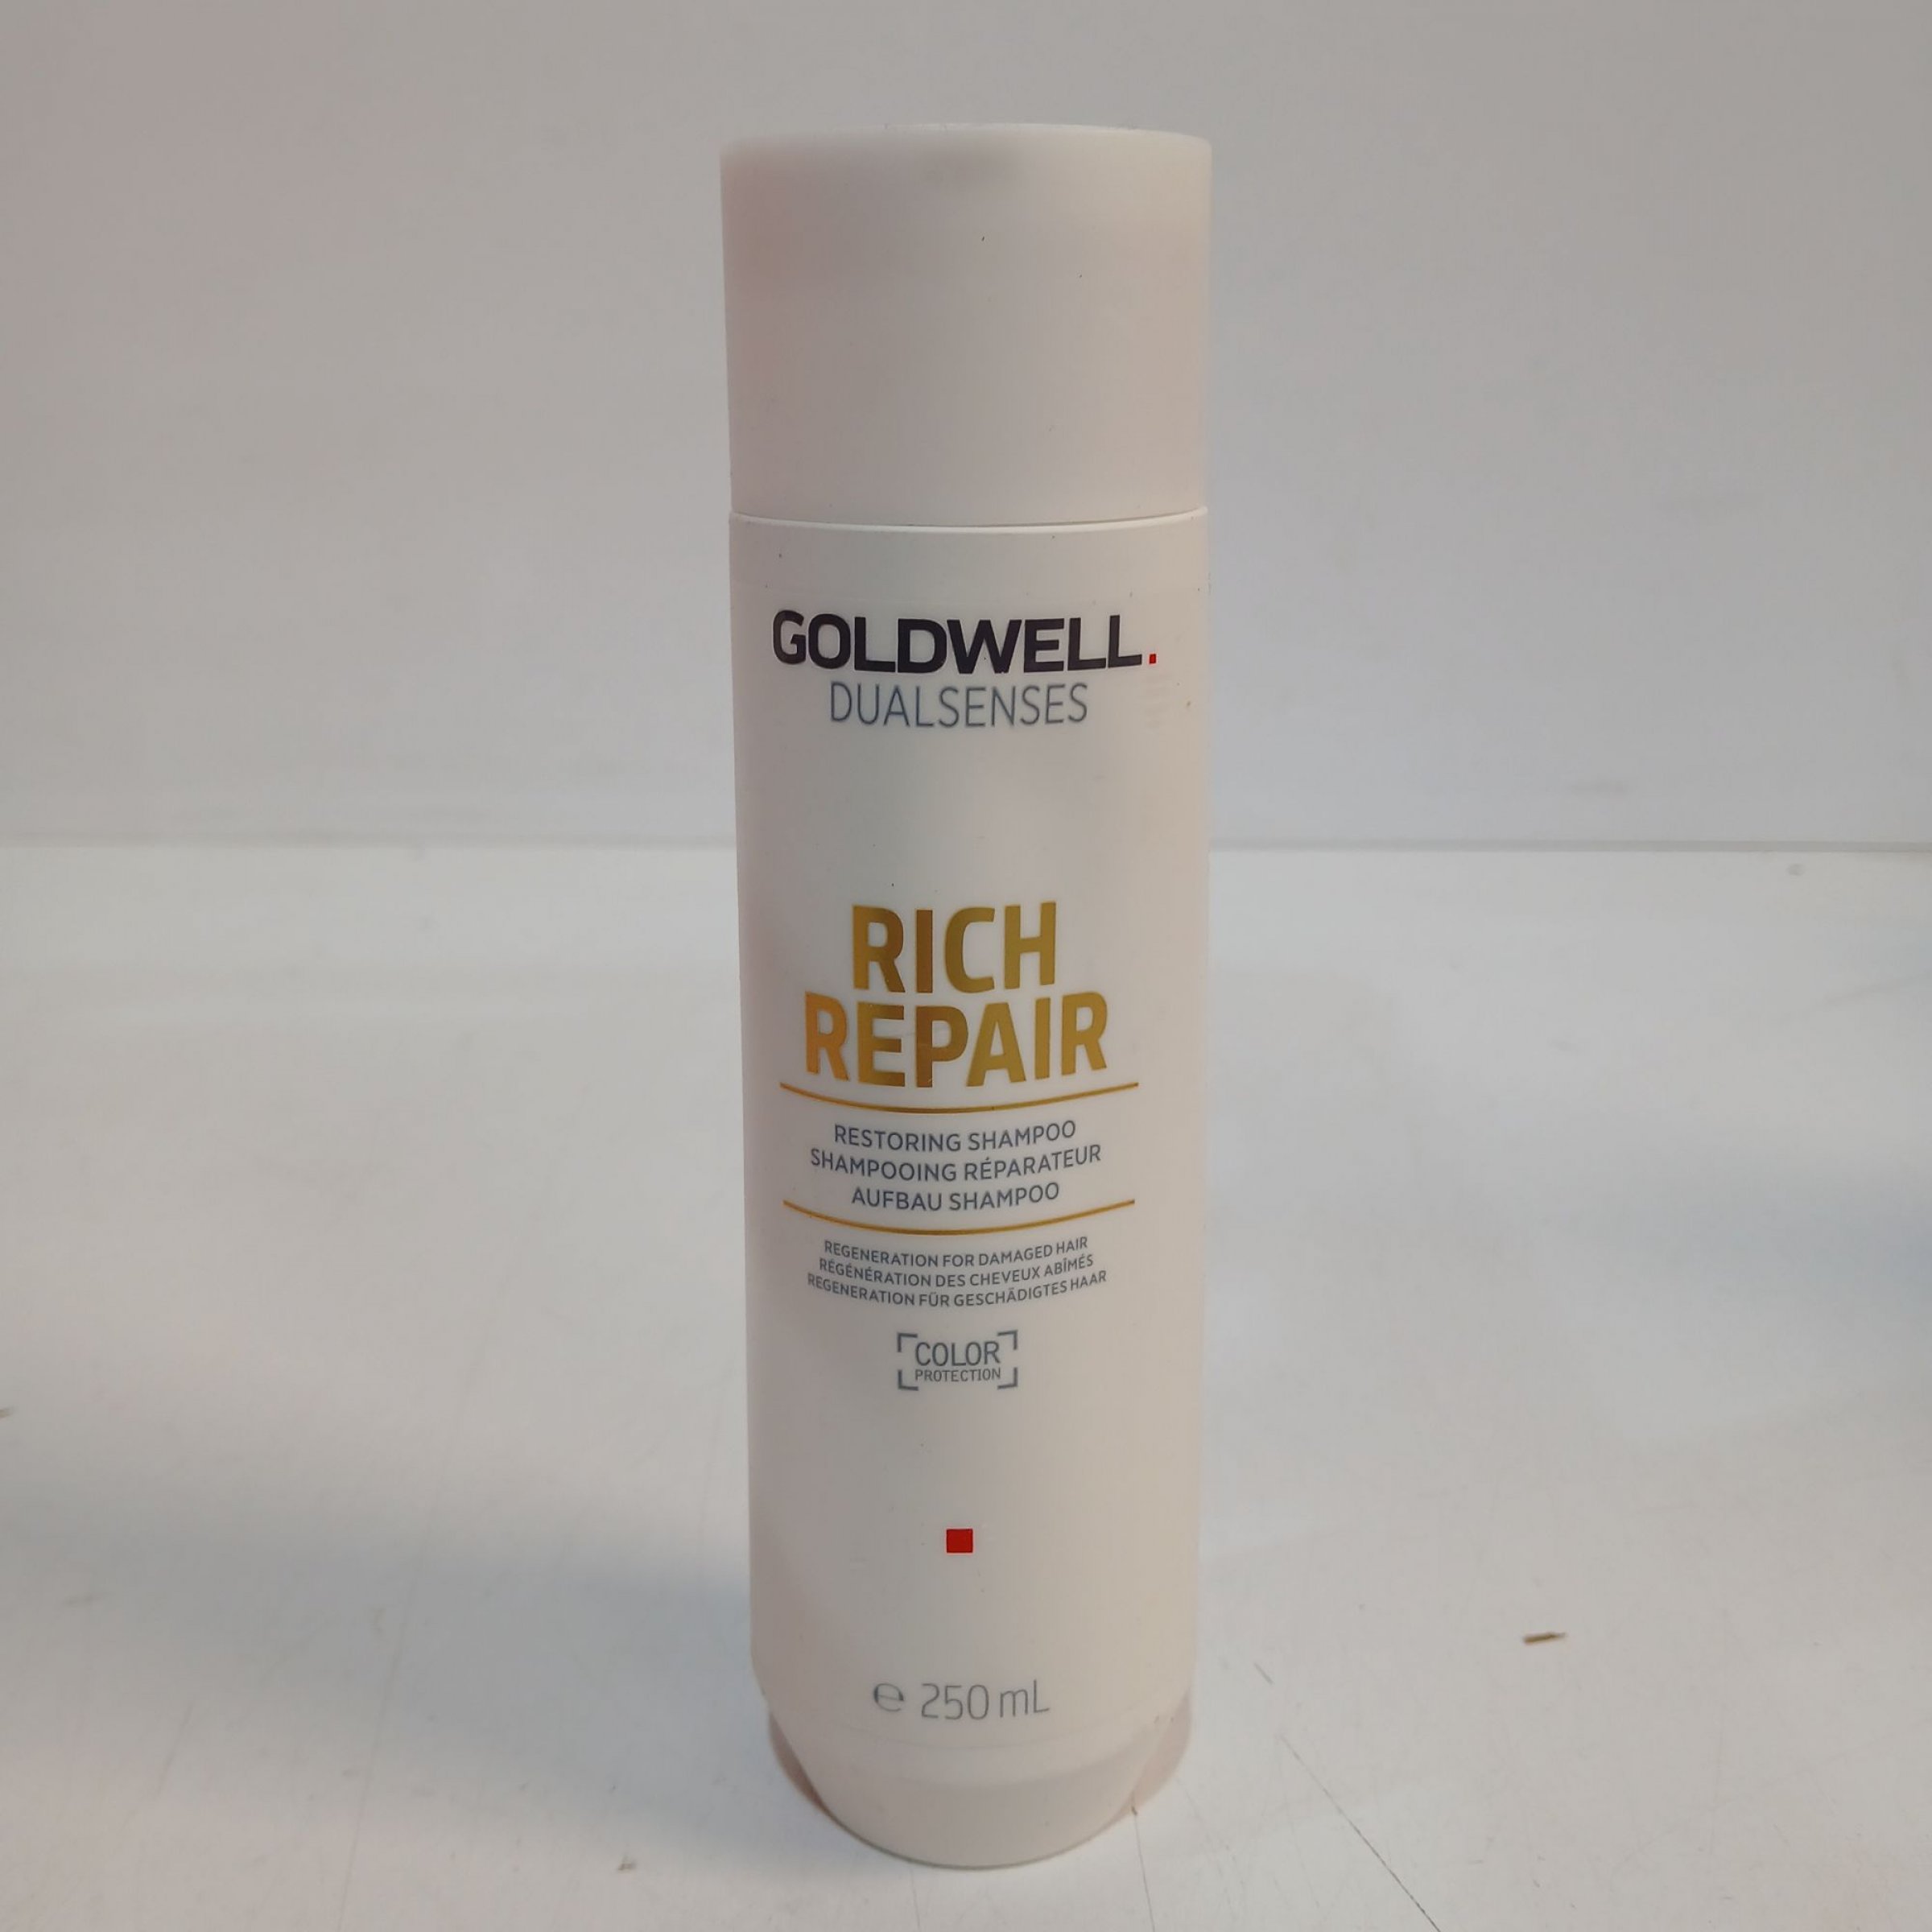 GOLDWELL.
DUALSENSES
RICH
REPAIR
RESTORING SHAMPOO
SHAMPOOING RÉPARATEUR
AUFBAU SHAMPOO
REGENERATION FOR DAMAGED HAIR
RÉGÉNÉRATION DES CHEVEUX ABÎMÉS
REGENERATION FÜR GESCHÄDIGTES HAAR
COLOR
PROTECTION
℮ 250 mL